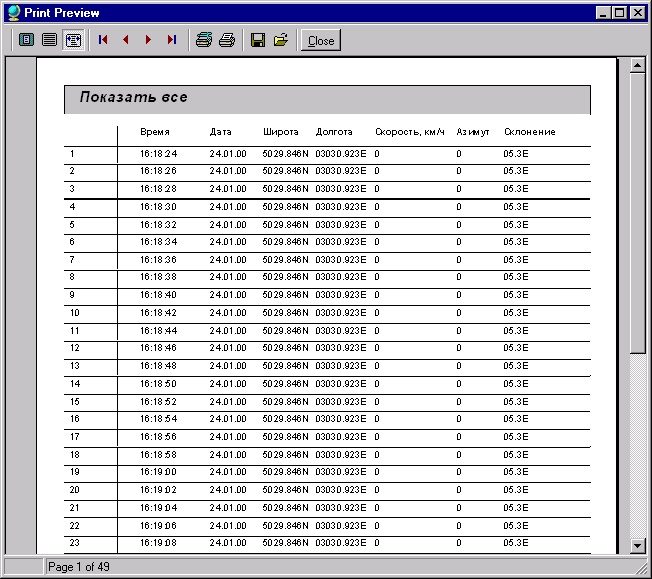 Print Preview
Close
Показать все
Время Дата Широта Долгота Скорость, км/ч Азимут Склонение
1 16:18:24 24.01.00 5029.846N 03030.923E 0 0 05.3E
2 16:18:26 24.01.00 5029.846N 03030.923E 0 0 05.3E
3 16:18:28 24.01.00 5029.846N 03030.923E 0 0 05.3E
4 16:18:30 24.01.00 5029.846N 03030.923E 0 0 05.3E
5 16:18:32 24.01.00 5029.846N 03030.923E 0 0 05.3E
6 16:18:34 24.01.00 5029.846N 03030.923E 0 0 05.3E
7 16:18:36 24.01.00 5029.846N 03030.923E 0 0 05.3E
8 16:18:38 24.01.00 5029.846N 03030.923E 0 0 05.3E
9 16:18:40 24.01.00 5029.846N 03030.923E 0 0 05.3E
10 16:18:42 24.01.00 5029.846N 03030.923E 0 0 05.3E
11 16:18:44 24.01.00 5029.846N 03030.923E 0 0 05.3E
12 16:18:46 24.01.00 5029.846N 03030.923E 0 0 05.3E
13 16:18:48 24.01.00 5029.846N 03030.923E 0 0 05.3E
14 16:18:50 24.01.00 5029.846N 03030.923E 0 0 05.3E
15 16:18:52 24.01.00 5029.846N 03030.923E 0 0 05.3E
16 16:18:54 24.01.00 5029.846N 03030.923E 0 0 05.3E
17 16:18:56 24.01.00 5029.846N 03030.923E 0 0 05.3E
18 16:18:58 24.01.00 5029.846N 03030.923E 0 0 05.3E
19 16:19:00 24.01.00 5029.846N 03030.923E 0 0 05.3E
20 16:19:02 24.01.00 5029.846N 03030.923E 0 0 05.3E
21 16:19:04 24.01.00 5029.846N 03030.923E 0 0 05.3E
22 16:19:06 24.01.00 5029.846N 03030.923E 0 0 05.3E
23 16:19:08 24.01.00 5029.846N 03030.923E 0 0 05.3E
Page 1 of 49